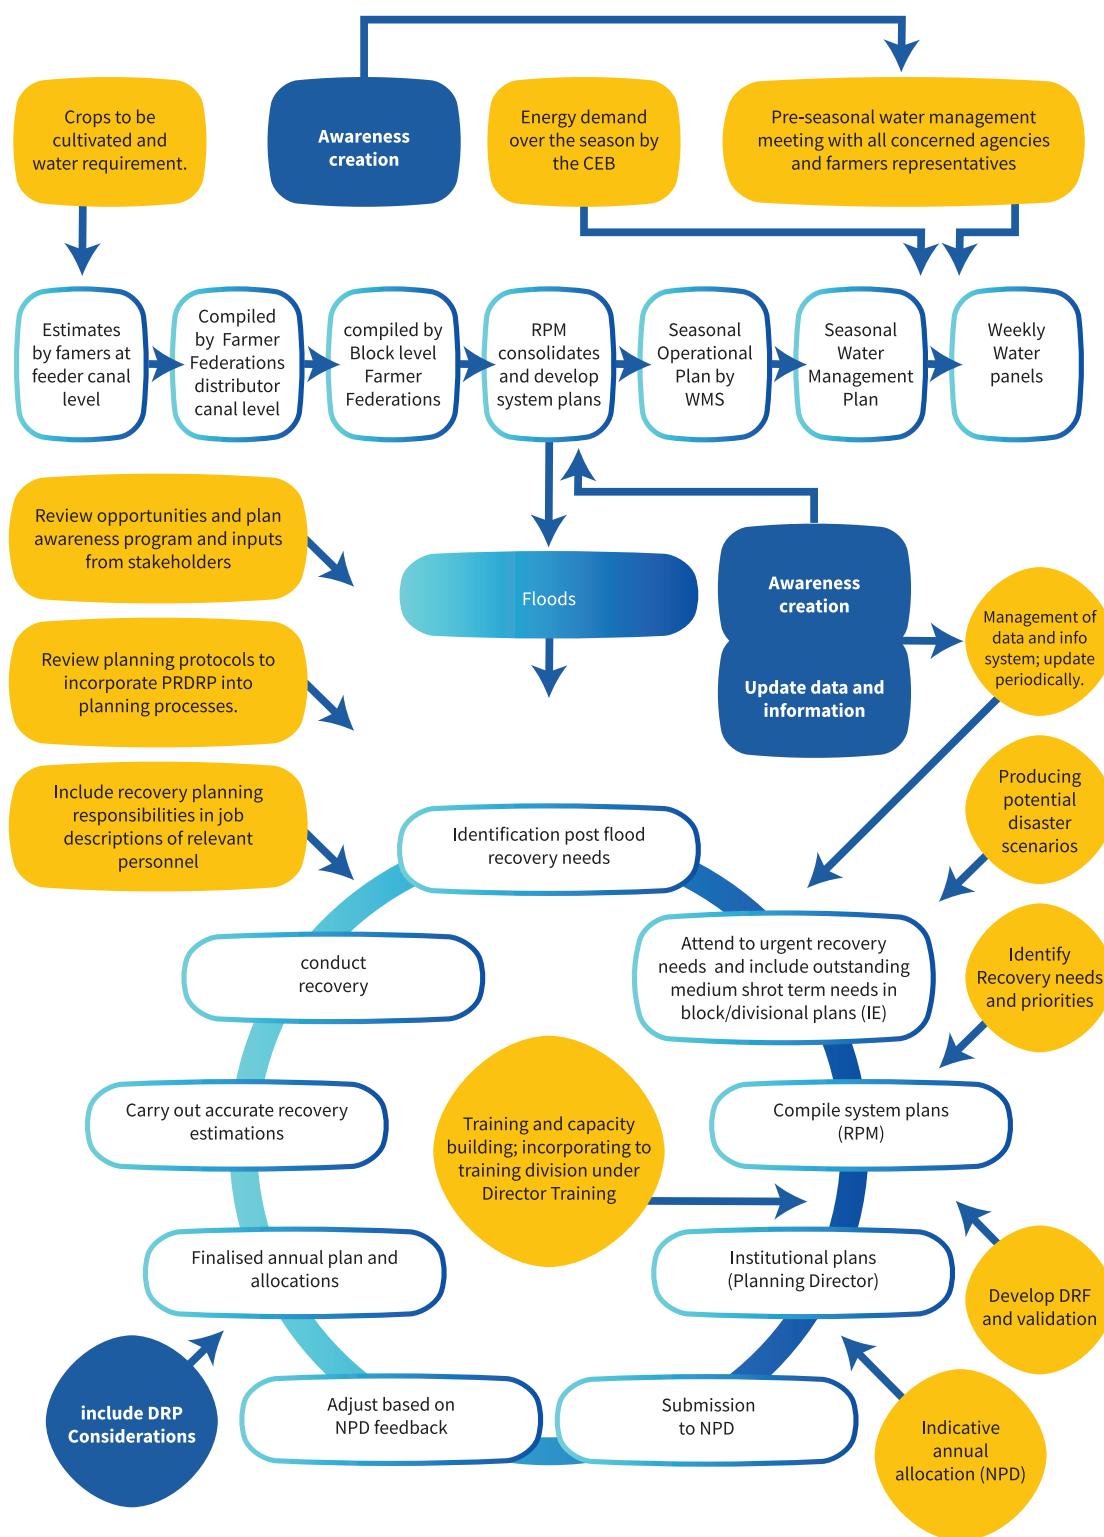 Crops to be
cultivated and
water requirement.
Awareness
creation
Energy demand
over the season by
the CEB
Pre-seasonal water management
meeting with all concerned agencies
and farmers representatives
Estimates
by famers at
feeder canal
level
Compiled
by Farmer
Federations
distributor
canal level
compiled by
Block level
Farmer
Federations
RPM
consolidates
and develop
system plans
Seasonal
Operational
Plan by
WMS
Seasonal
Water
Management
Plan
Weekly
Water
panels
Review opportunities and plan
awareness program and inputs
from stakeholders
Floods
Awareness
creation
Update data and
information
Management of
data and info
system; update
periodically.
Review planning protocols to
incorporate PRDRP into
planning processes.
Include recovery planning
responsibilities in job
descriptions of relevant
personnel
Producing
potential
disaster
scenarios
Identification post flood
recovery needs
Attend to urgent recovery
needs and include outstanding
medium shrot term needs in
block/divisional plans (IE)
Identify
Recovery needs
and priorities
conduct
recovery
Carry out accurate recovery
estimations
Training and capacity
building; incorporating to
training division under
Director Training
Compile system plans
(RPM)
Finalised annual plan and
allocations
Institutional plans
(Planning Director)
Develop DRF
and validation
include DRP
Considerations
Adjust based on
NPD feedback
Submission
to NPD
Indicative
annual
allocation (NPD)